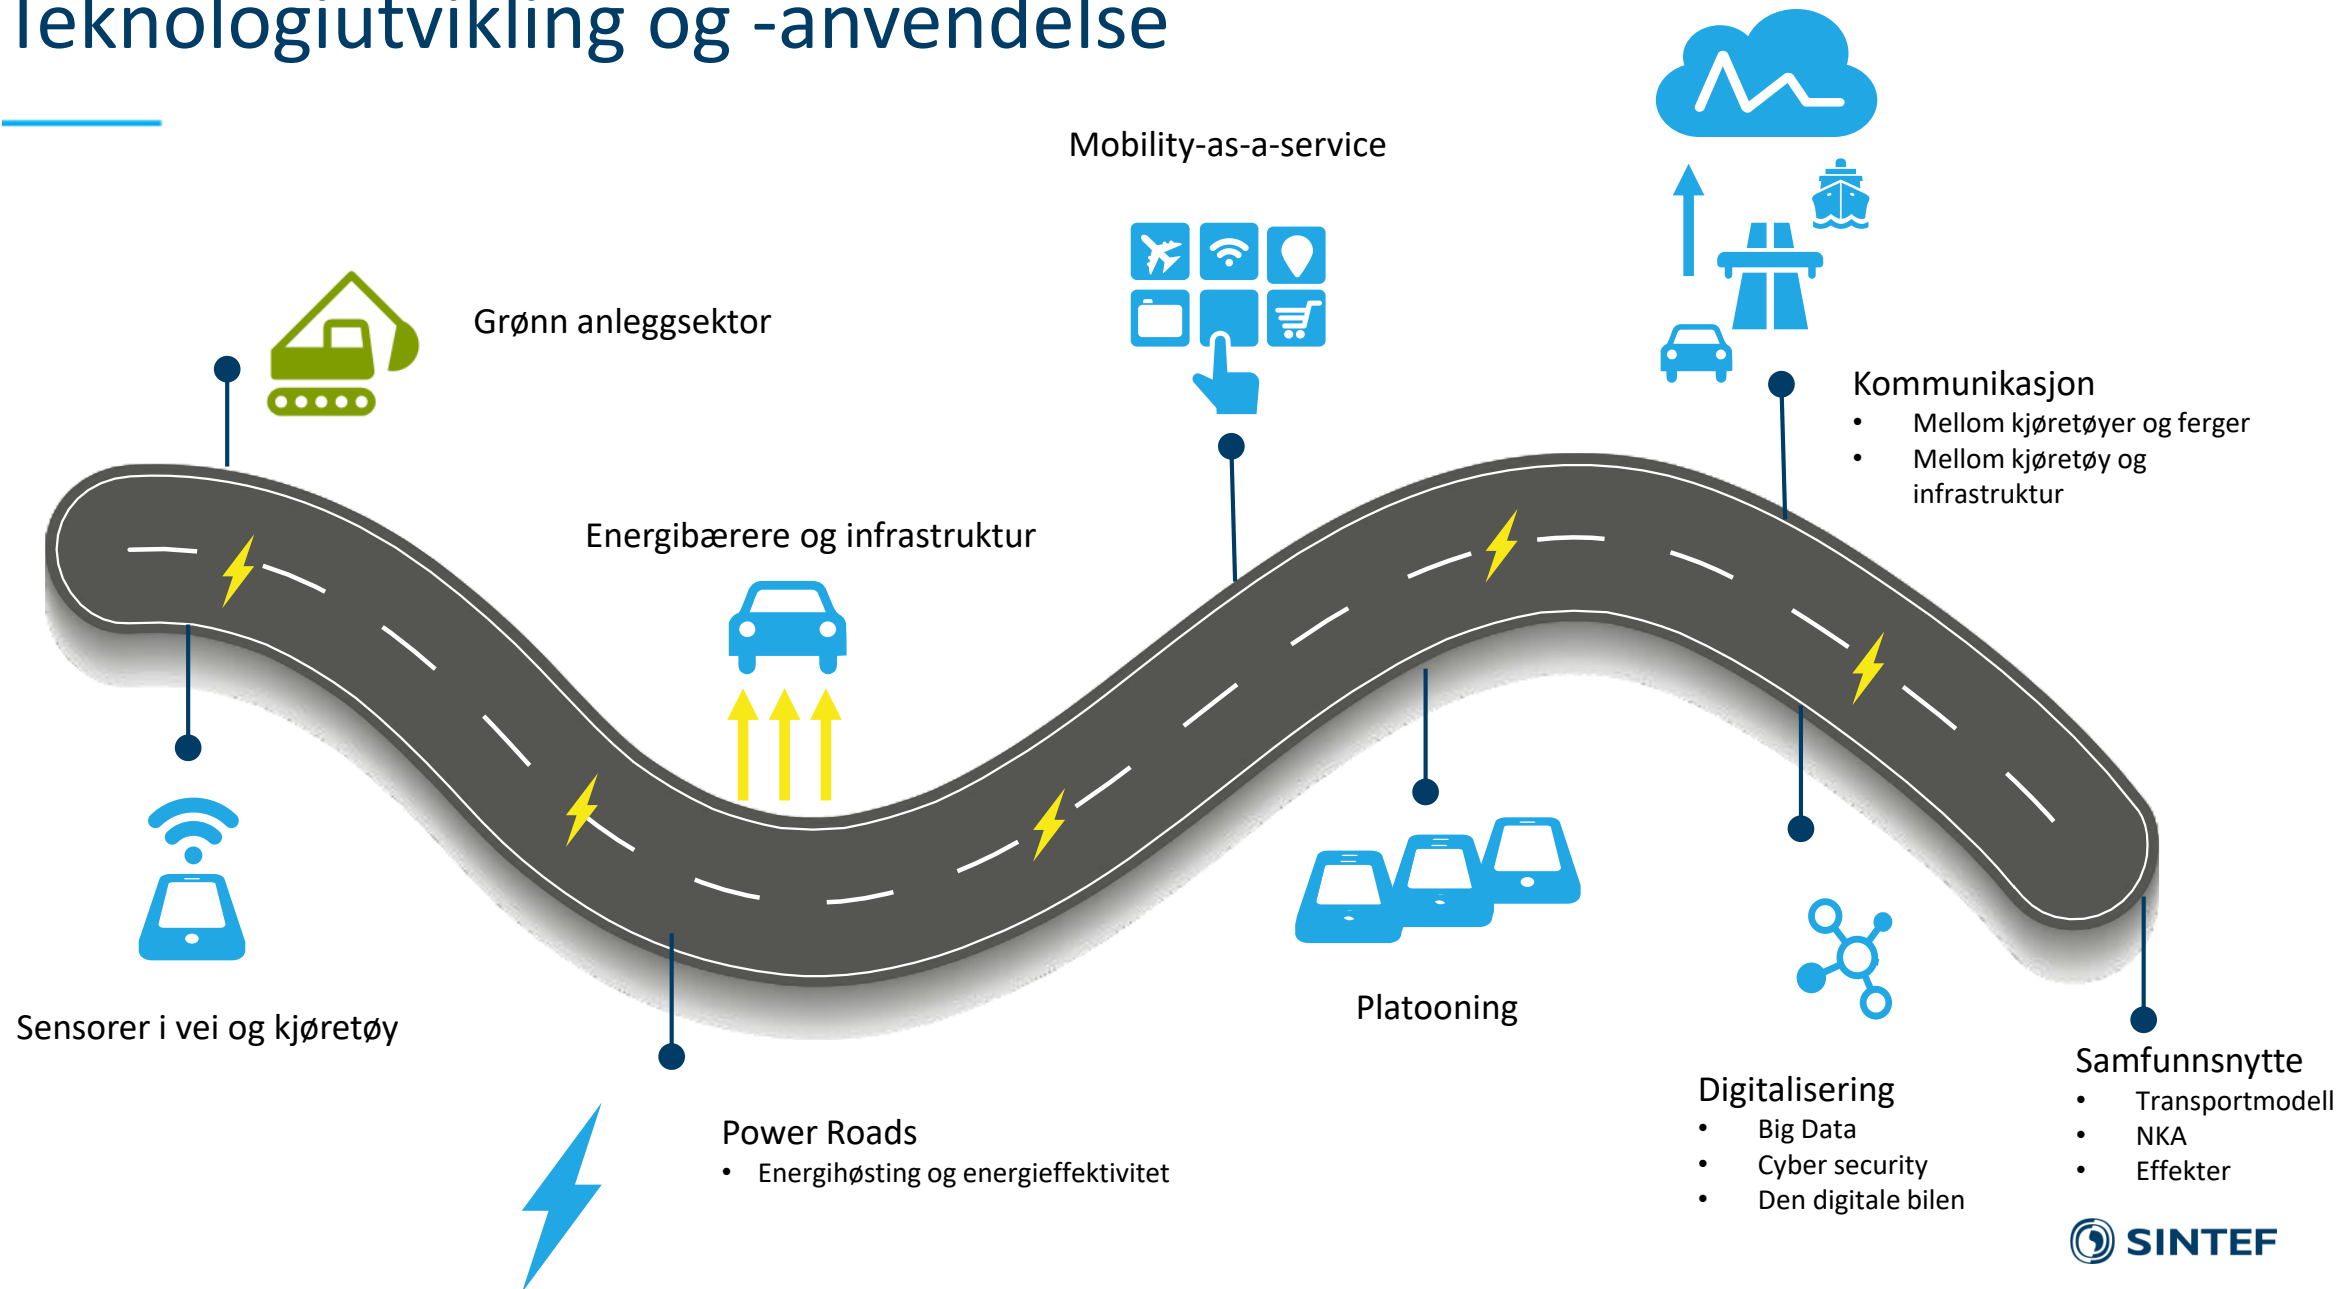 Teknologiutvikling og -anvendelse
Mobility-as-a-service
Grønn anleggsektor
Kommunikasjon
• Mellom kjøretøyer og ferger
• Mellom kjøretøy og
infrastruktur
Energibærere og infrastruktur
Sensorer i vei og kjøretøy
Platooning
Power Roads
• Energihøsting og energieffektivitet
Digitalisering
• Big Data
• Cyber security
• Den digitale bilen
Samfunnsnytte
• Transportmodell
• NKA
• Effekter
SINTEF